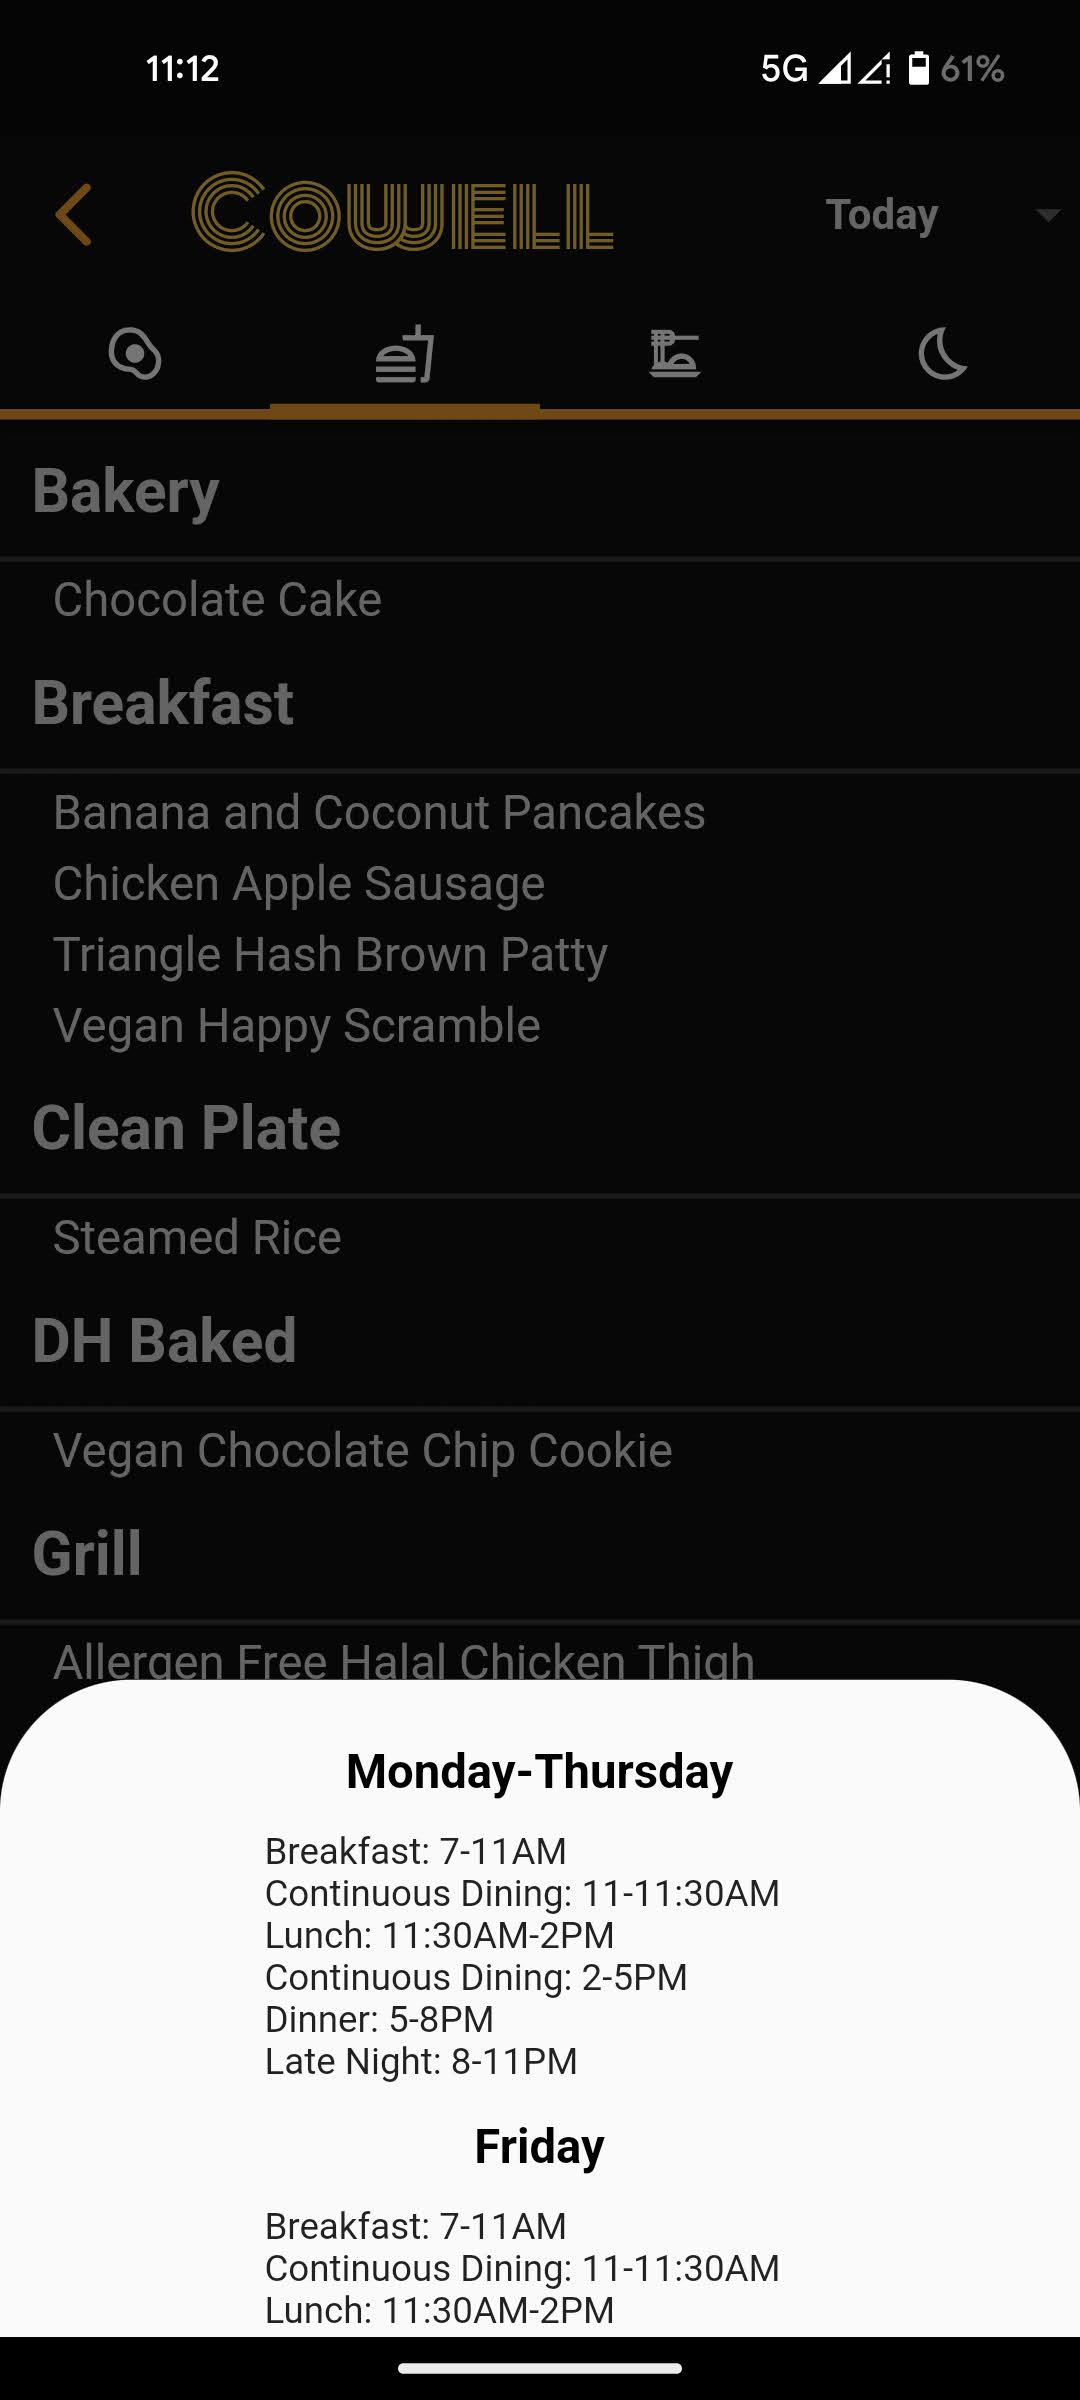 11:12
5G
61%
COWELL
Today
Bakery
Chocolate Cake
Breakfast
Banana and Coconut Pancakes
Chicken Apple Sausage
Triangle Hash Brown Patty
Vegan Happy Scramble
Clean Plate
Steamed Rice
DH Baked
Vegan Chocolate Chip Cookie
Grill
Allergen Free Halal Chicken Thigh
Monday-Thursday
Breakfast: 7-11AM
Continuous Dining: 11-11:30AM
Lunch: 11:30AM-2PM
Continuous Dining: 2-5PM
Dinner: 5-8PM
Late Night: 8-11PM
Friday
Breakfast: 7-11AM
Continuous Dining: 11-11:30AM
Lunch: 11:30AM-2PM